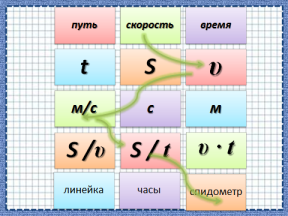 путь скорость время
t S υ
м/с с м
S /υ S / t υ · t
линейка часы спидометр